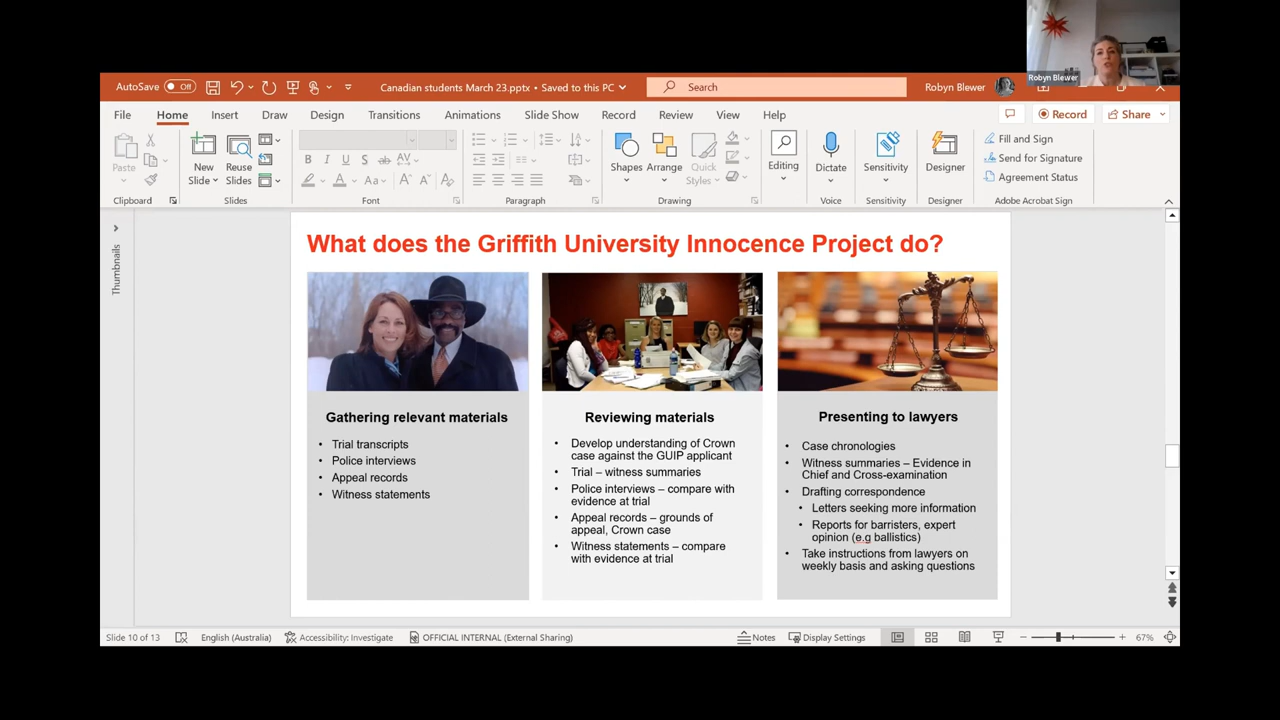 Robyn Blewer
AutoSave Off
Canadian students March 23.pptx • Saved to this PC
Search
Robyn Blewer
File Home Insert Draw Design Transitions Animations Slide Show Record Review View Help
Record
Share
Paste
New Slides
Reuse Slides
Shapes
Arrange
Quick Styles
Editing
Dictate
Sensitivity
Designer
Fill and Sign
Send for Signature
Agreement Status
Clipboard
Slides
Font
Paragraph
Drawing
Voice
Sensitivity
Designer
Adobe Acrobat Sign
Thumbnails
What does the Griffith University Innocence Project do?
Gathering relevant materials
• Trial transcripts
• Police interviews
• Appeal records
• Witness statements
Reviewing materials
• Develop understanding of Crown
case against the GUIP applicant
• Trial – witness summaries
• Police interviews – compare with
evidence at trial
• Appeal records – grounds of
appeal, Crown case
• Witness statements – compare
with evidence at trial
Presenting to lawyers
• Case chronologies
• Witness summaries – Evidence in
Chief and Cross-examination
• Drafting correspondence
• Letters seeking more information
• Reports for barristers, expert
opinion (e.g ballistics)
• Take instructions from lawyers on
weekly basis and asking questions
Slide 10 of 13
English (Australia)
Accessibility: Investigate
OFFICIAL INTERNAL (External Sharing)
Notes
Display Settings
67%